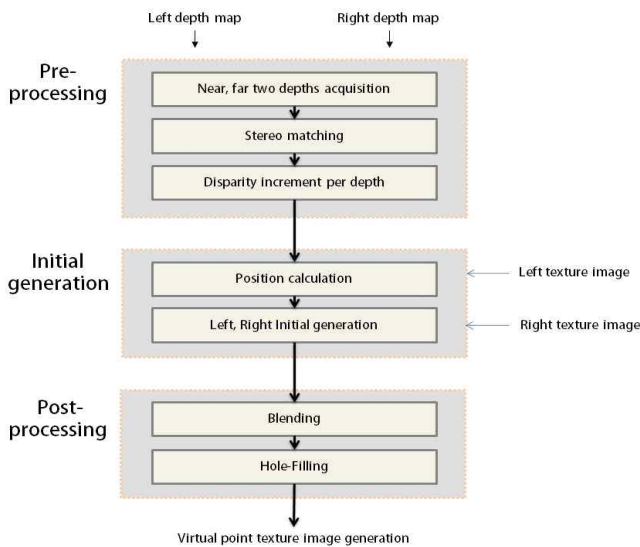 Left depth map
Right depth map
Pre-
processing
Near, far two depths acquisition
Stereo matching
Disparity increment per depth
Initial
generation
Position calculation
Left texture image
Left, Right Initial generation
Right texture image
Post-
processing
Blending
Hole-Filling
Virtual point texture image generation